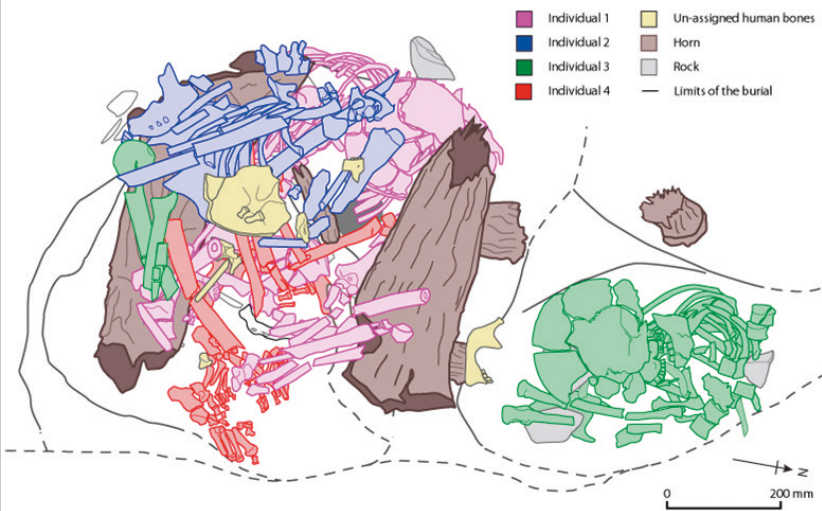 Individual 1
Individual 2
Individual 3
Individual 4
Un-assigned human bones
Horn
Rock
Limits of the burial
N
0 200 mm